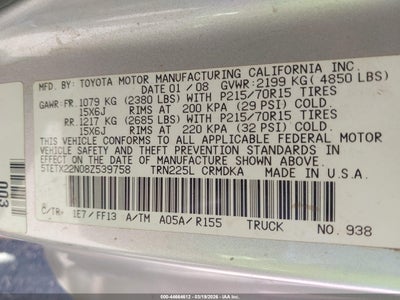 MFD. BY: TOYOTA MOTOR MANUFACTURING CALIFORNIA INC.
DATE 01/08 GVWR:2199 KG( 4850 LBS)
GAWR:FR 1079 KG (2380 LBS) WITH P215/70R15 TIRES
15X6J RIMS AT 200 KPA (29 PSI) COLD.
RR 1217 KG (2685 LBS) WITH P215/70R15 TIRES
15X6J RIMS AT 220 KPA (32 PSI) COLD.
THIS VEHICLE CONFORMS TO ALL APPLICABLE FEDERAL MOTOR
VEHICLE SAFETY AND THEFT PREVENTION STANDARDS IN
EFFECT ON THE DATE OF MANUFACTURE SHOWN ABOVE.
5TETX22N08Z539758 TRN225L CRMDKA MADE IN U.S.A.
C/TR: 1E7/FF13 A/TM A05A/R155 TRUCK NO. 938
000-44664613 - 03/19/2026 -